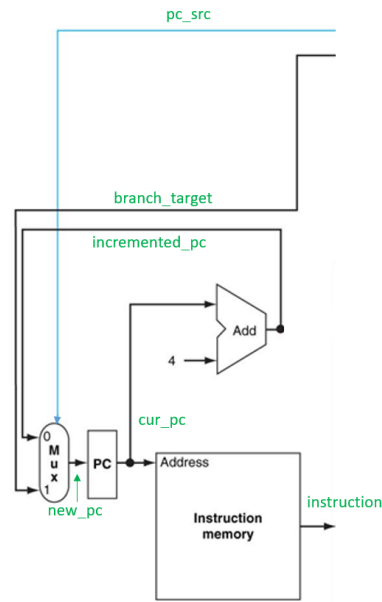 pc_src
branch_target
incremented_pc
Add
4
cur_pc
0
M
u
x
1
PC
Address
new_pc
Instruction
memory
instruction